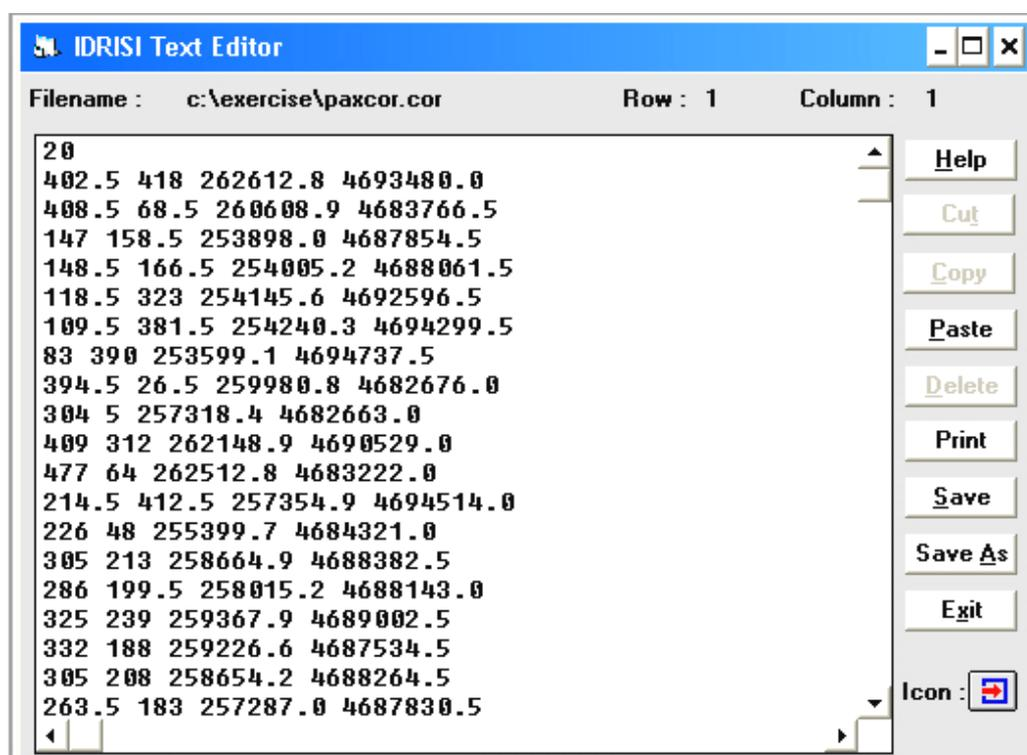 IDRISI Text Editor
Filename : c:\exercise\paxcor.cor Row : 1 Column : 1
20
402.5 418 262612.8 4693480.0
408.5 68.5 260608.9 4683766.5
147 158.5 253898.0 4687854.5
148.5 166.5 254005.2 4688061.5
118.5 323 254145.6 4692596.5
109.5 381.5 254240.3 4694299.5
83 390 253599.1 4694737.5
394.5 26.5 259980.8 4682676.0
304 5 257318.4 4682663.0
409 312 262148.9 4690529.0
477 64 262512.8 4683222.0
214.5 412.5 257354.9 4694514.0
226 48 255399.7 4684321.0
305 213 258664.9 4688382.5
286 199.5 258015.2 4688143.0
325 239 259367.9 4689002.5
332 188 259226.6 4687534.5
305 208 258654.2 4688264.5
263.5 183 257287.0 4687830.5
Help
Cut
Copy
Paste
Delete
Print
Save
Save As
Exit
Icon :